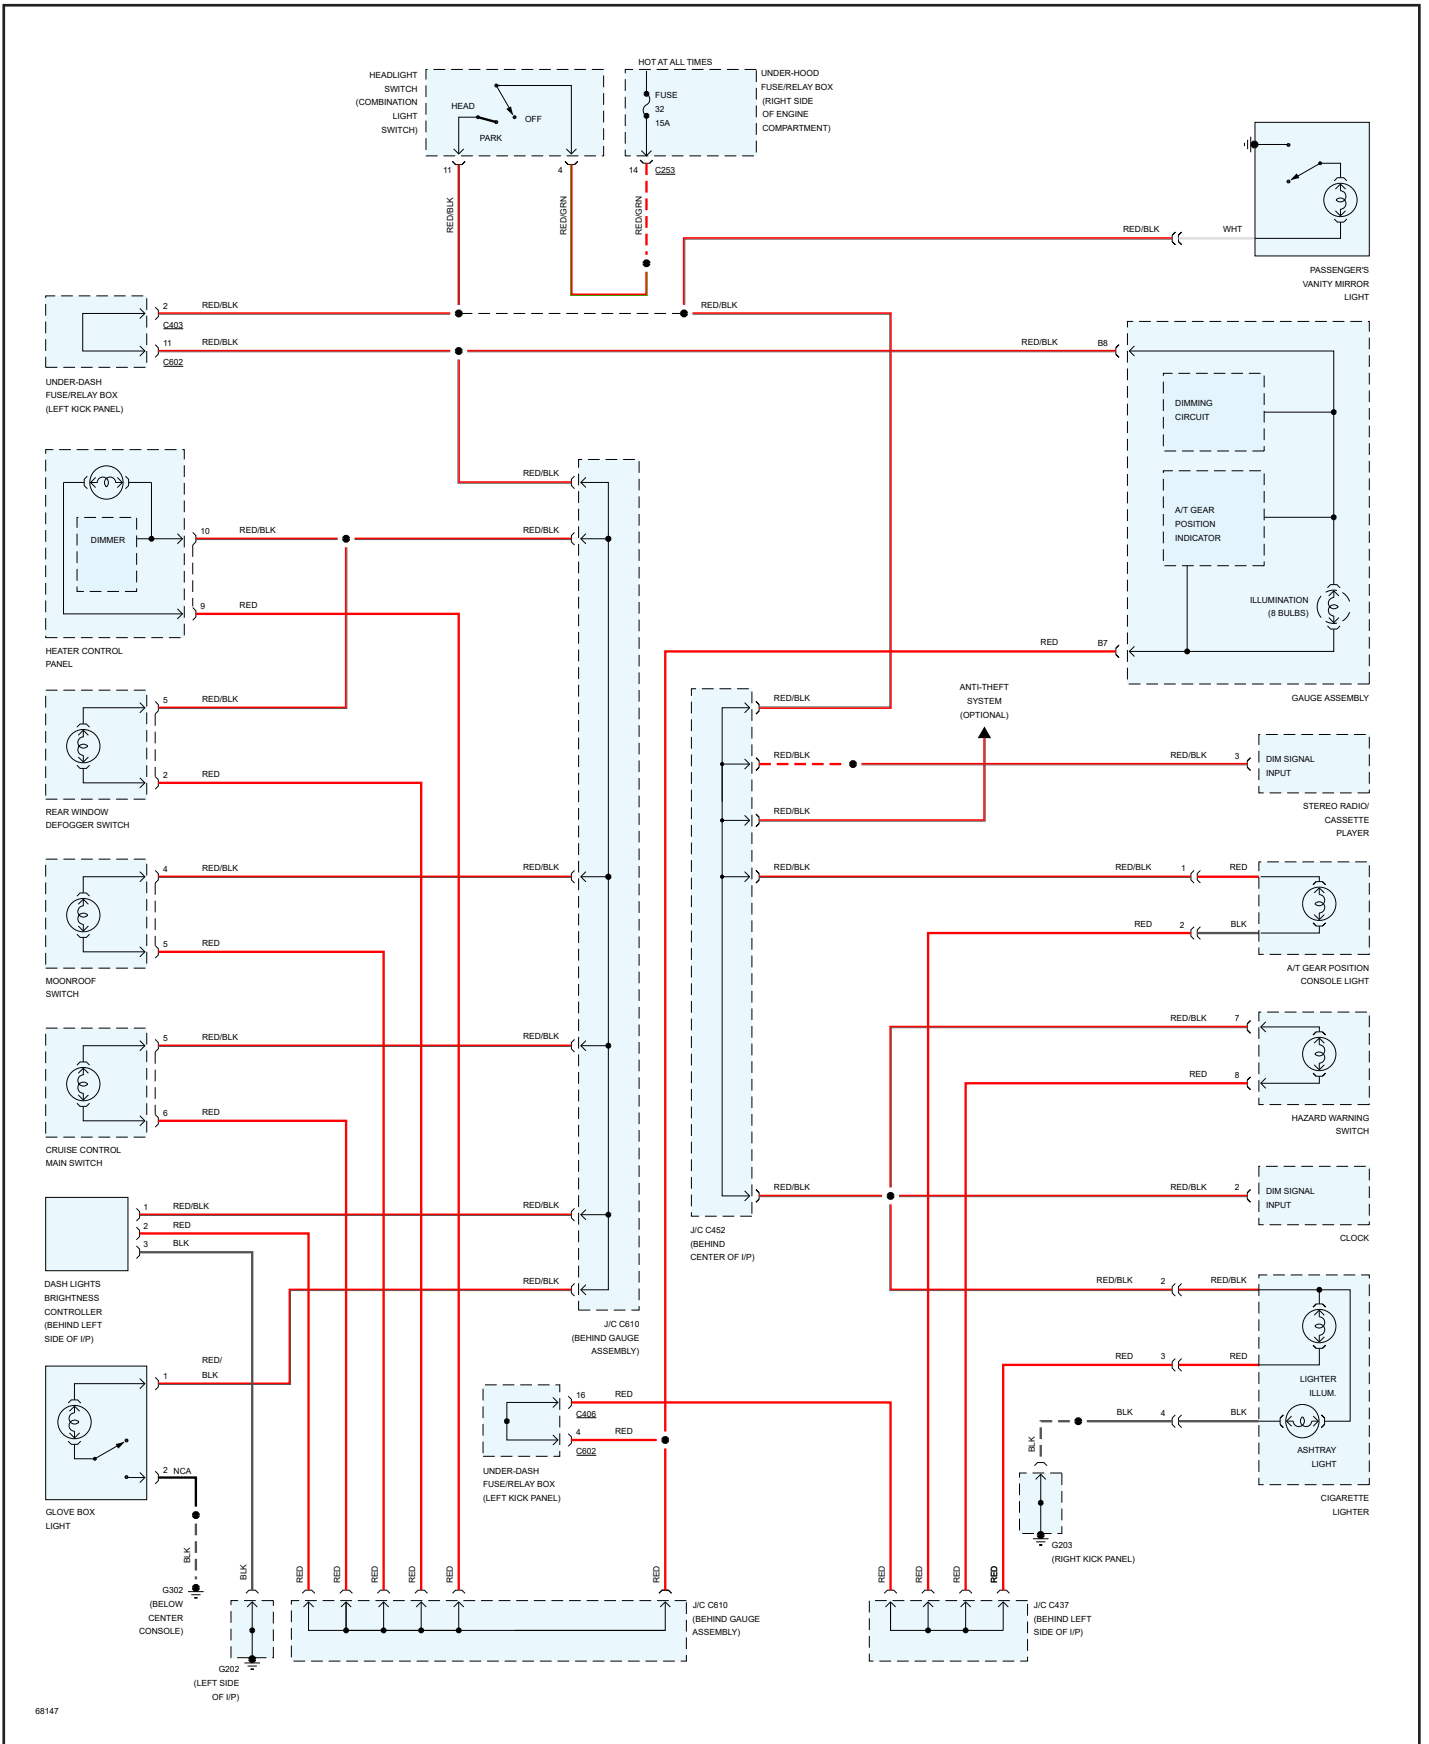 HOT AT ALL TIMES
HEADLIGHT
SWITCH
(COMBINATION
LIGHT
SWITCH)
HEAD
OFF
PARK
FUSE
32
15A
UNDER-HOOD
FUSE/RELAY BOX
(RIGHT SIDE
OF ENGINE
COMPARTMENT)
11
4
14
C253
RED/BLK
RED/GRN
RED/GRN
RED/BLK
WHT
PASSENGER'S
VANITY MIRROR
LIGHT
2
RED/BLK
C403
RED/BLK
11
RED/BLK
C602
RED/BLK
B8
UNDER-DASH
FUSE/RELAY BOX
(LEFT KICK PANEL)
DIMMING
CIRCUIT
A/T GEAR
POSITION
INDICATOR
ILLUMINATION
(8 BULBS)
RED
B7
GAUGE ASSEMBLY
RED/BLK
DIMMER
10
RED/BLK
RED/BLK
9
RED
HEATER CONTROL
PANEL
5
RED/BLK
2
RED
REAR WINDOW
DEFOGGER SWITCH
RED/BLK
ANTI-THEFT
SYSTEM
(OPTIONAL)
RED/BLK
RED/BLK
3
DIM SIGNAL
INPUT
STEREO RADIO/
CASSETTE
PLAYER
RED/BLK
4
RED/BLK
RED/BLK
5
RED
MOONROOF
SWITCH
RED/BLK
RED/BLK
1
RED
RED
2
BLK
A/T GEAR POSITION
CONSOLE LIGHT
5
RED/BLK
RED/BLK
6
RED
CRUISE CONTROL
MAIN SWITCH
RED/BLK
7
RED
8
HAZARD WARNING
SWITCH
1
RED/BLK
RED/BLK
2
RED
3
BLK
DASH LIGHTS
BRIGHTNESS
CONTROLLER
(BEHIND LEFT
SIDE OF I/P)
RED/BLK
RED/BLK
RED/BLK
2
DIM SIGNAL
INPUT
CLOCK
J/C C452
(BEHIND
CENTER OF I/P)
J/C C610
(BEHIND GAUGE
ASSEMBLY)
RED/BLK
2
RED/BLK
RED
3
RED
LIGHTER
ILLUM.
BLK
4
BLK
ASHTRAY
LIGHT
CIGARETTE
LIGHTER
BLK
G203
(RIGHT KICK PANEL)
RED/
BLK
1
2
NCA
GLOVE BOX
LIGHT
BLK
G302
(BELOW
CENTER
CONSOLE)
16
RED
C406
4
RED
C602
UNDER-DASH
FUSE/RELAY BOX
(LEFT KICK PANEL)
BLK
RED
RED
RED
RED
RED
RED
RED
RED
RED
RED
G202
(LEFT SIDE
OF I/P)
J/C C610
(BEHIND GAUGE
ASSEMBLY)
J/C C437
(BEHIND LEFT
SIDE OF I/P)
68147